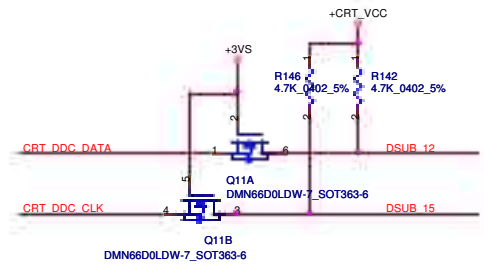 +CRT_VCC
+3VS
1
1
R146
4.7K_0402_5%
R142
4.7K_0402_5%
2
2
2
CRT_DDC_DATA
1
6
DSUB_12
5
Q11A
DMN66D0LDW-7_SOT363-6
CRT_DDC_CLK
4
3
DSUB_15
Q11B
DMN66D0LDW-7_SOT363-6